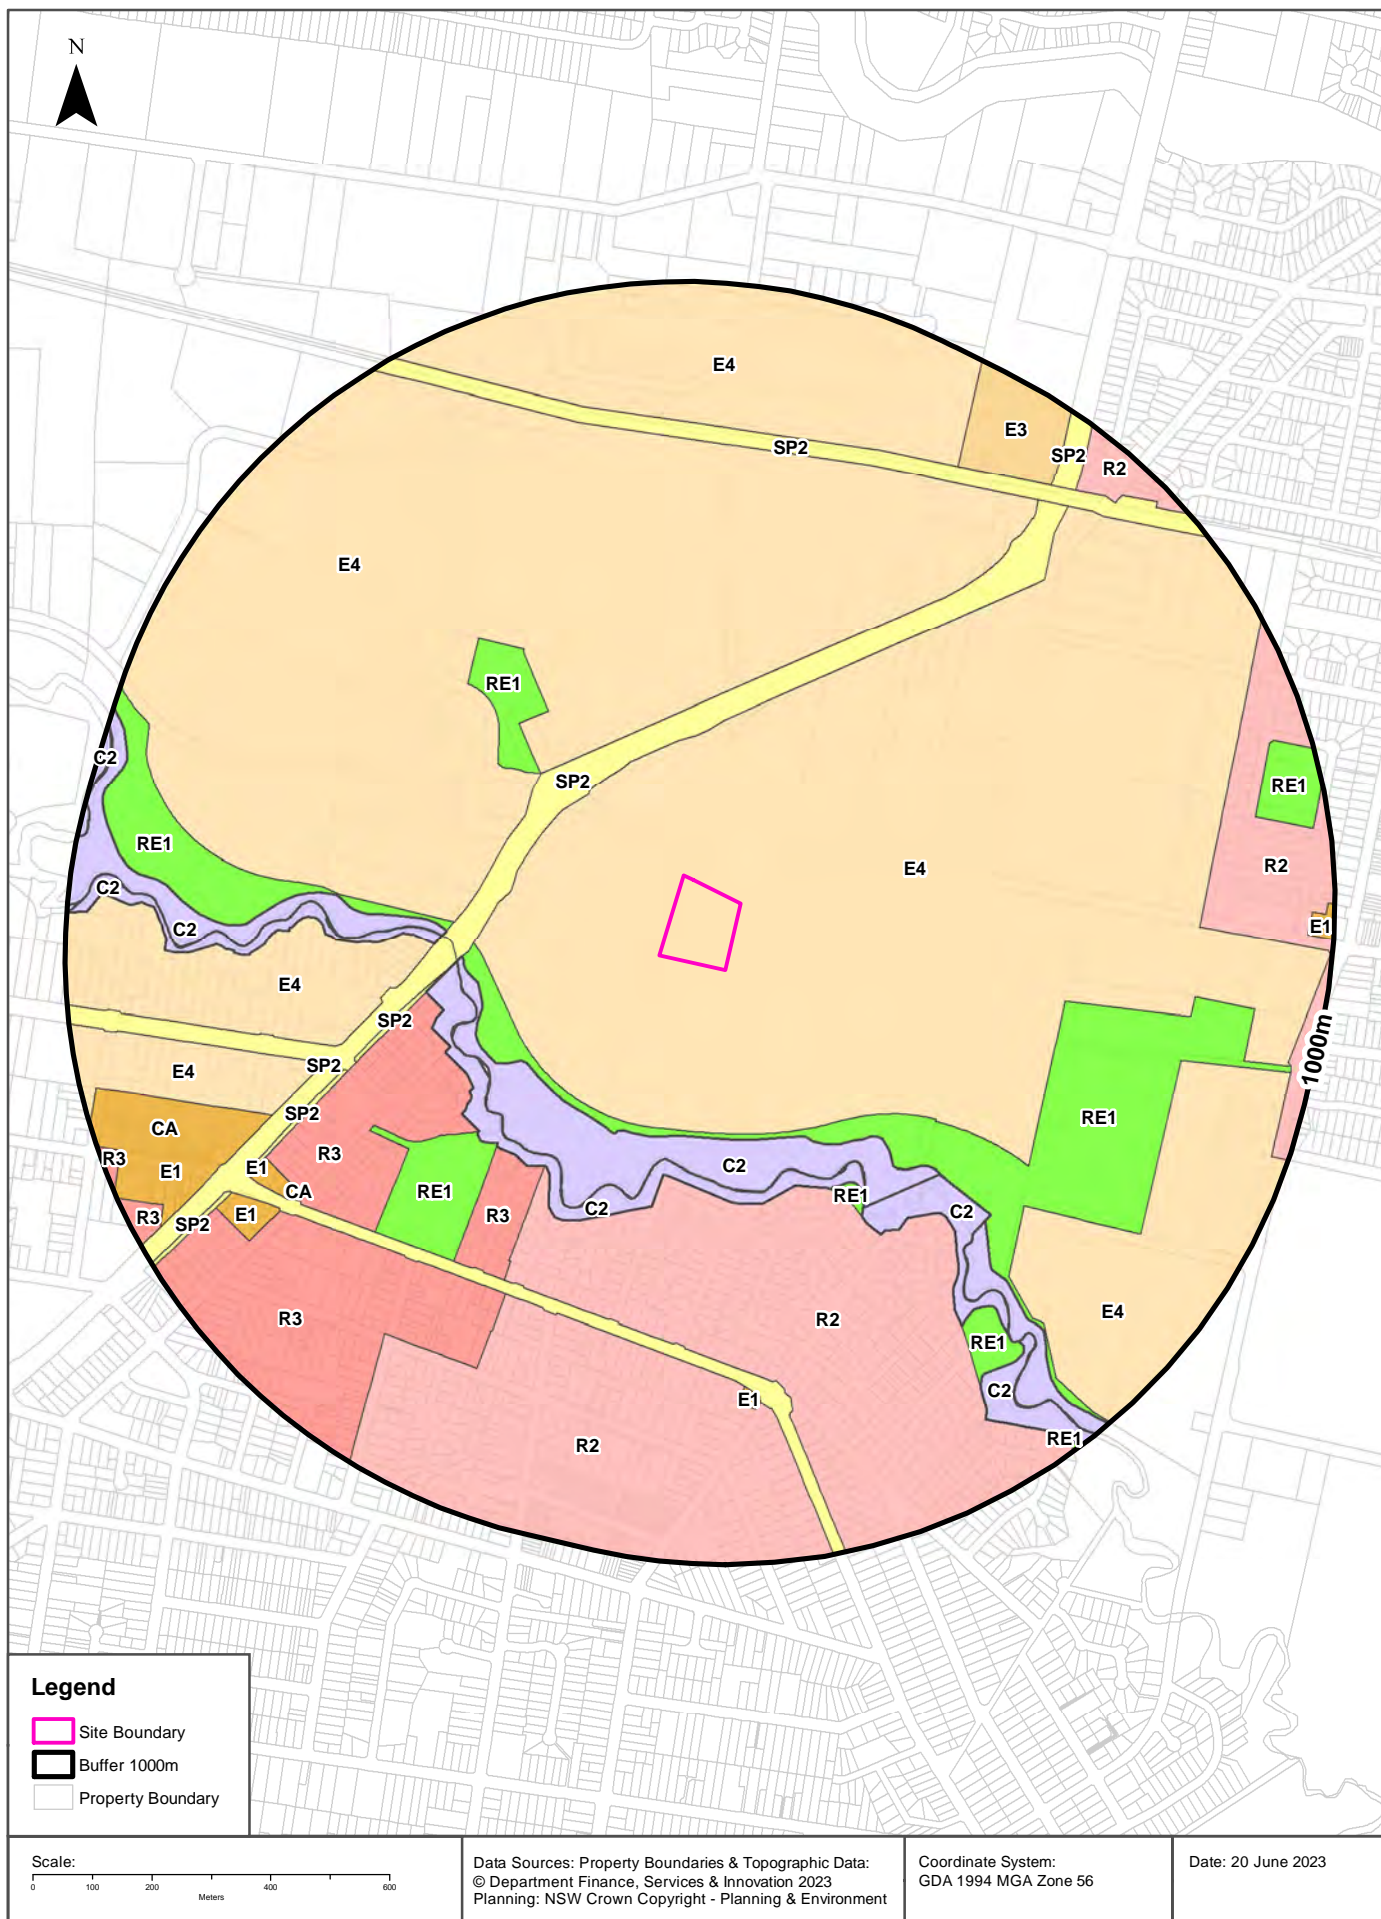 N
E4
E3
SP2
SP2
R2
E4
RE1
C2
SP2
RE1
RE1
E4
R2
C2
C2
E1
E4
SP2
SP2
1000m
E4
SP2
RE1
CA
R3
R3
E1
E1
CA
RE1
C2
RE1
R3
E1
SP2
R3
C2
C2
R3
R2
E4
RE1
C2
E1
R2
RE1
Legend
Site Boundary
Buffer 1000m
Property Boundary
Scale:
0 100 200 400 600
Meters
Data Sources: Property Boundaries & Topographic Data:
© Department Finance, Services & Innovation 2023
Planning: NSW Crown Copyright - Planning & Environment
Coordinate System:
GDA 1994 MGA Zone 56
Date: 20 June 2023